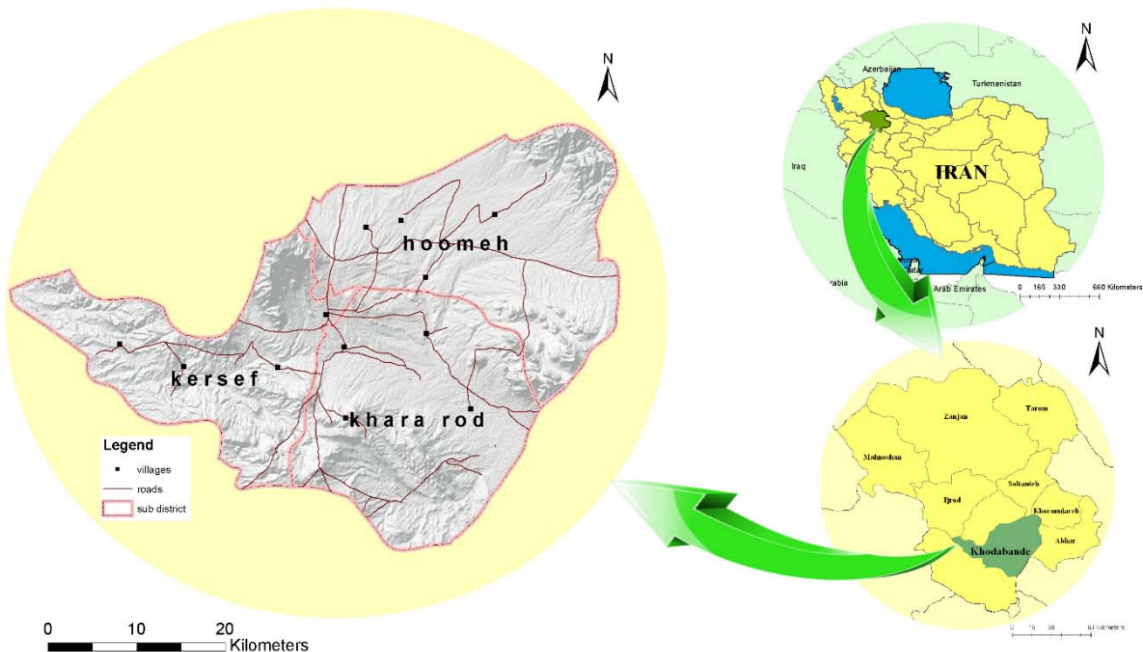 N
hoomeh
kersef
khara rod
Legend
villages
roads
sub district
0 10 20
Kilometers
N
Azerbaijan
Turkmenistan
Iraq
IRAN
rabia
Arab Emirates
0 165 330 660 Kilometers
N
Zanjan
Tarom
Mahneshan
Soltanieh
Ijrod
Khoramdareh
Abhar
Khodabande